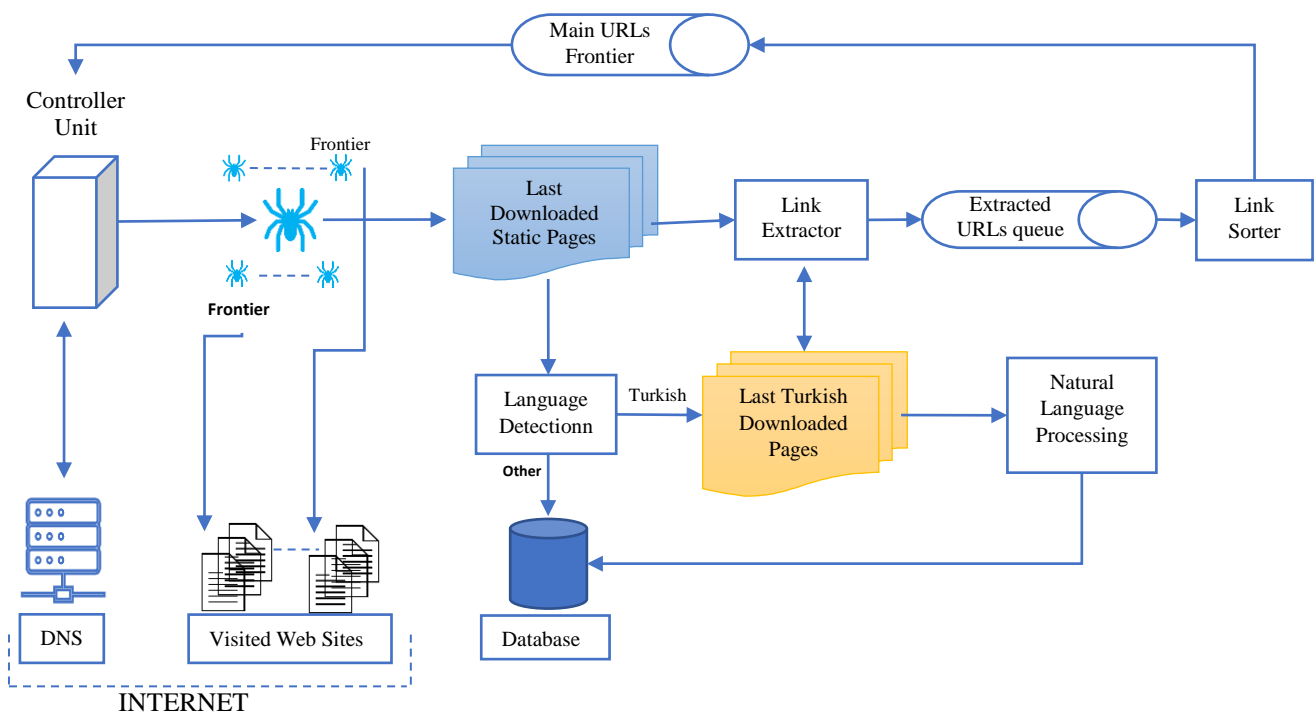 Main URLs
Frontier
Controller
Unit
Frontier
Last
Downloaded
Static Pages
Link
Extractor
Extracted
URLs queue
Link
Sorter
Frontier
Language
Detectionn
Turkish
Last Turkish
Downloaded
Pages
Natural
Language
Processing
Other
DNS
Visited Web Sites
Database
INTERNET